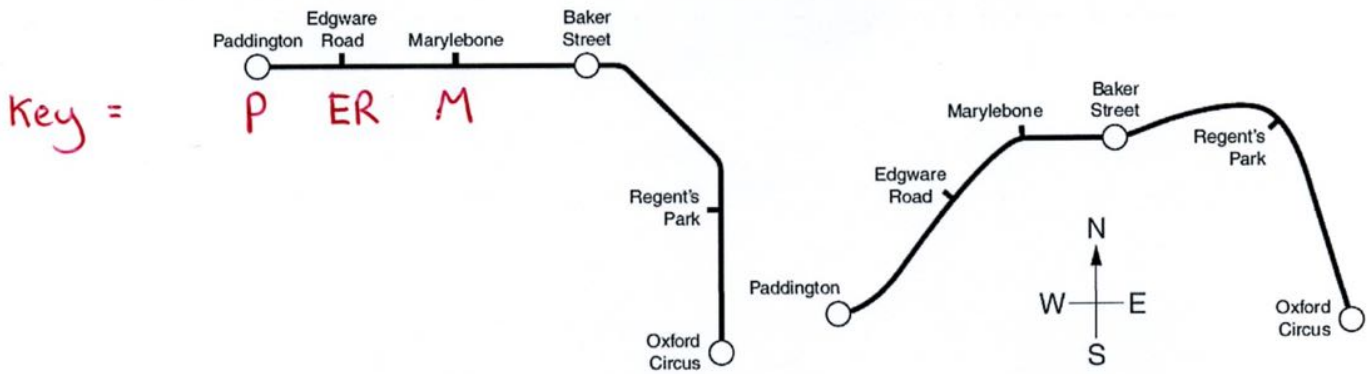 Edgware
Road
Paddington
Marylebone
Baker
Street
Key =
P ER M
Regent's
Park
Oxford
Circus
Baker
Street
Marylebone
Regent's
Park
Edgware
Road
N
Paddington
W E
Oxford
Circus
S